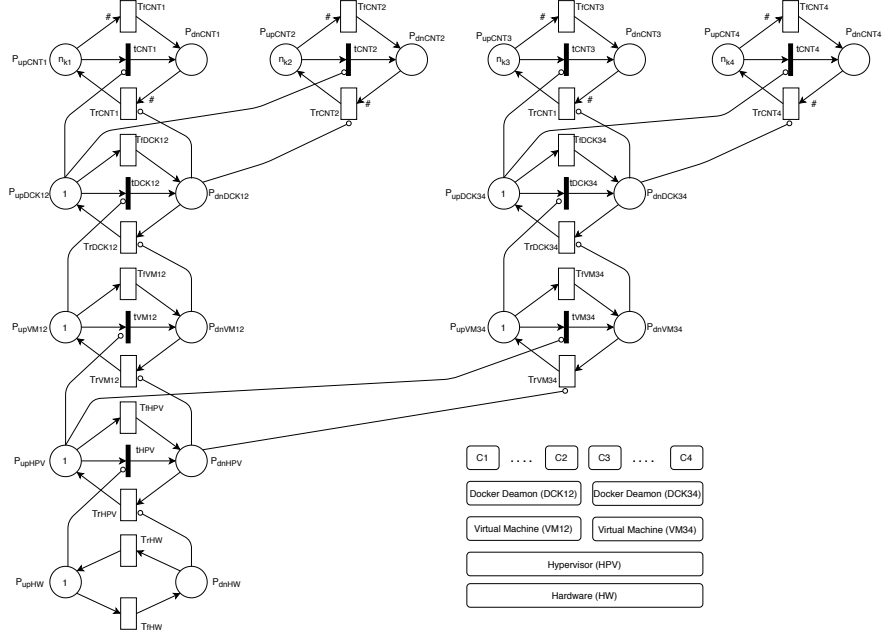 TfCNT1 TfCNT2 TfCNT3 TfCNT4
# # # #
PupCNT1 PdnCNT1 PupCNT2 PdnCNT2 PupCNT3 PdnCNT3 PupCNT4 PdnCNT4
nk1 tCNT1 nk2 tCNT2 nk3 tCNT3 nk4 tCNT4
# # # #
TrCNT1 TrCNT2 TrCNT1 TrCNT4
TfDCK12 TfDCK34
PupDCK12 1 tDCK12 PdnDCK12 PupDCK34 1 tDCK34 PdnDCK34
TrDCK12 TrDCK34
TfVM12 TfVM34
PupVM12 1 tVM12 PdnVM12 PupVM34 1 tVM34 PdnVM34
TrVM12 TrVM34
TfHPV
PupHPV 1 tHPV PdnHPV
TrHPV
TrHW
PupHW 1 PdnHW
TfHW
C1 .... C2 C3 .... C4
Docker Deamon (DCK12) Docker Deamon (DCK34)
Virtual Machine (VM12) Virtual Machine (VM34)
Hypervisor (HPV)
Hardware (HW)